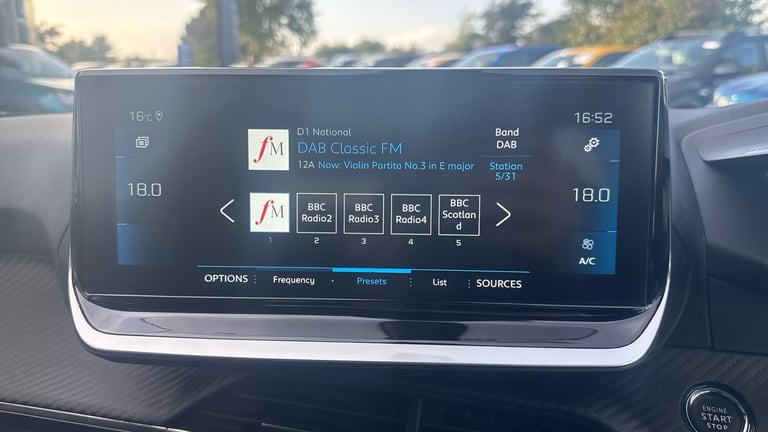 16°C
16:52
fM
D1 National
DAB Classic FM
12A Now: Violin Partita No.3 in E major
Band
DAB
Station
5/31
18.0
18.0
fM
BBC
Radio2
BBC
Radio3
BBC
Radio4
BBC
Scotlan
d
1
2
3
4
5
A/C
OPTIONS
Frequency
Presets
List
SOURCES
ENGINE
START
STOP